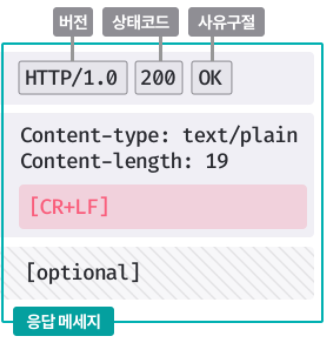 버전 상태코드 사유구절
HTTP/1.0 200 OK
Content-type: text/plain
Content-length: 19
[CR+LF]
[optional]
응답 메세지